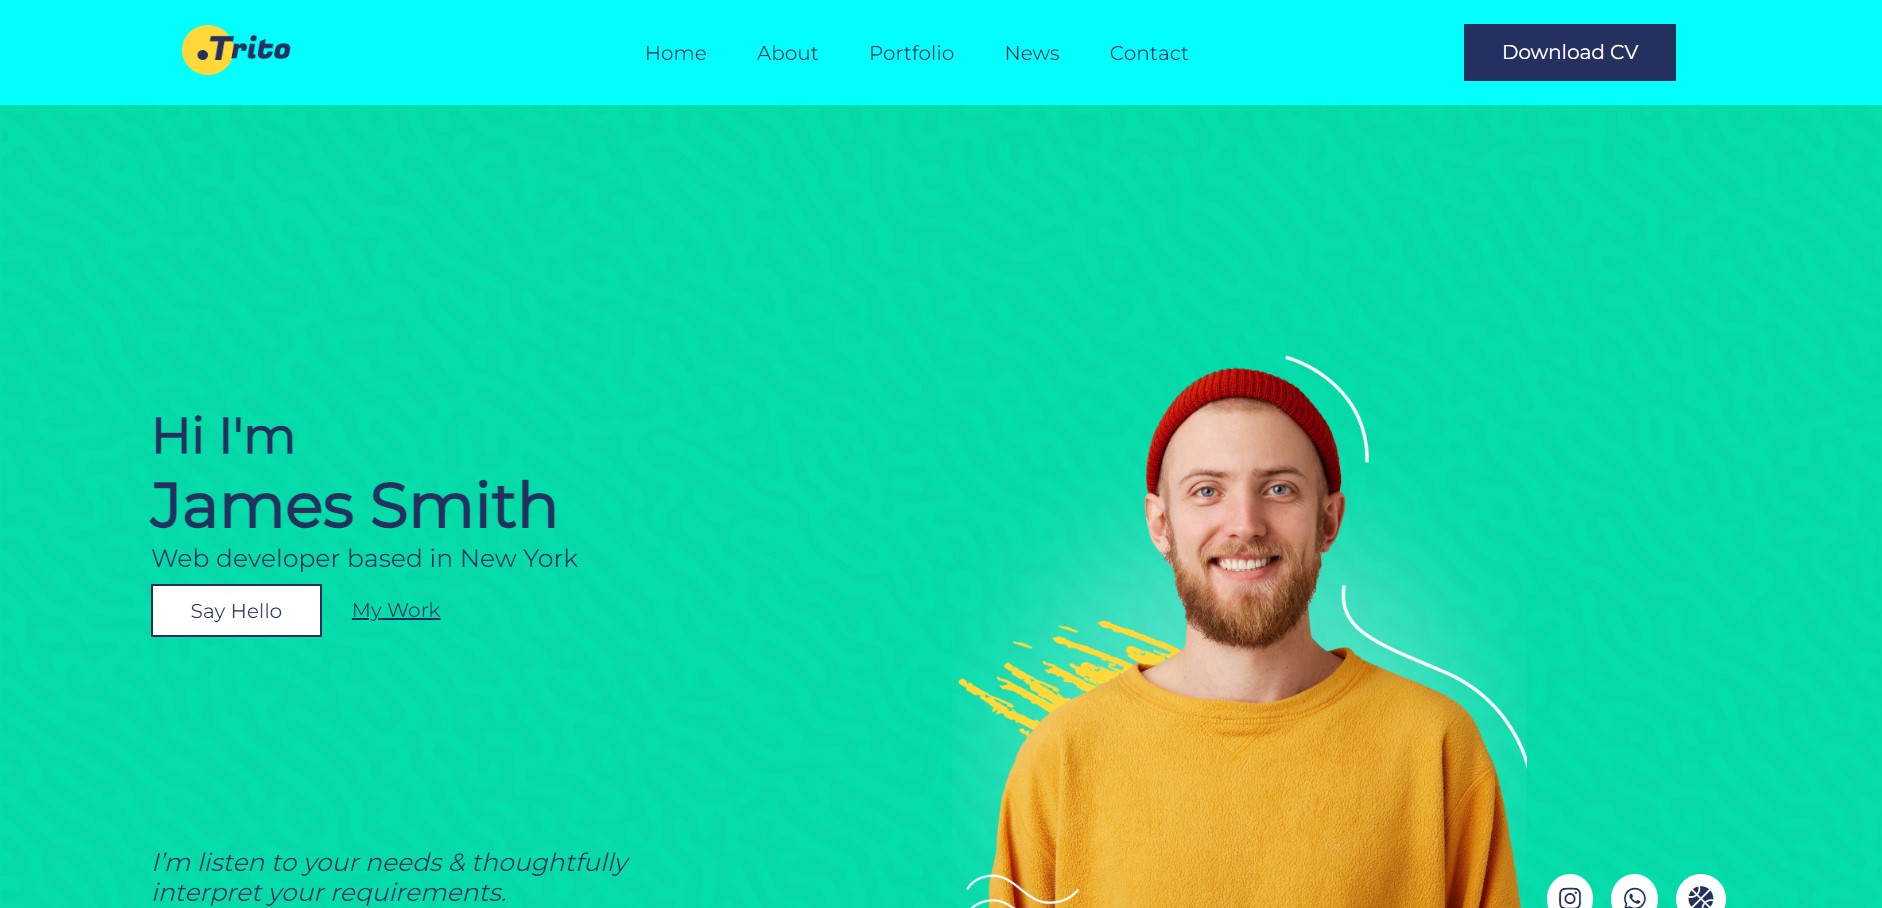 .Trito
Home
About
Portfolio
News
Contact
Download CV
Hi I'm
James Smith
Web developer based in New York
Say Hello
My Work
I’m listen to your needs & thoughtfully
interpret your requirements.